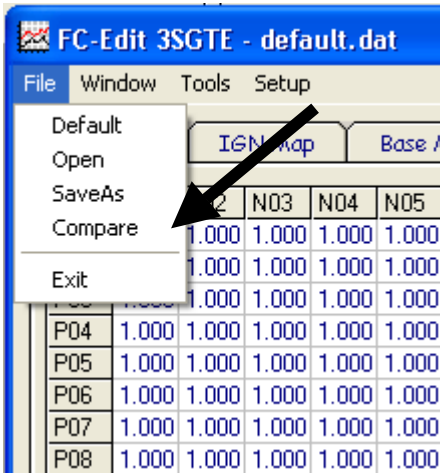 FC-Edit 3SGTE - default.dat
File Window Tools Setup
Default
Open
SaveAs
Compare
Exit
IGN Map Base
N03 N04 N05
1.000 1.000 1.000 1.000
1.000 1.000 1.000 1.000
1.000 1.000 1.000 1.000
P04 1.000 1.000 1.000 1.000 1.000
P05 1.000 1.000 1.000 1.000 1.000
P06 1.000 1.000 1.000 1.000 1.000
P07 1.000 1.000 1.000 1.000 1.000
P08 1.000 1.000 1.000 1.000 1.000